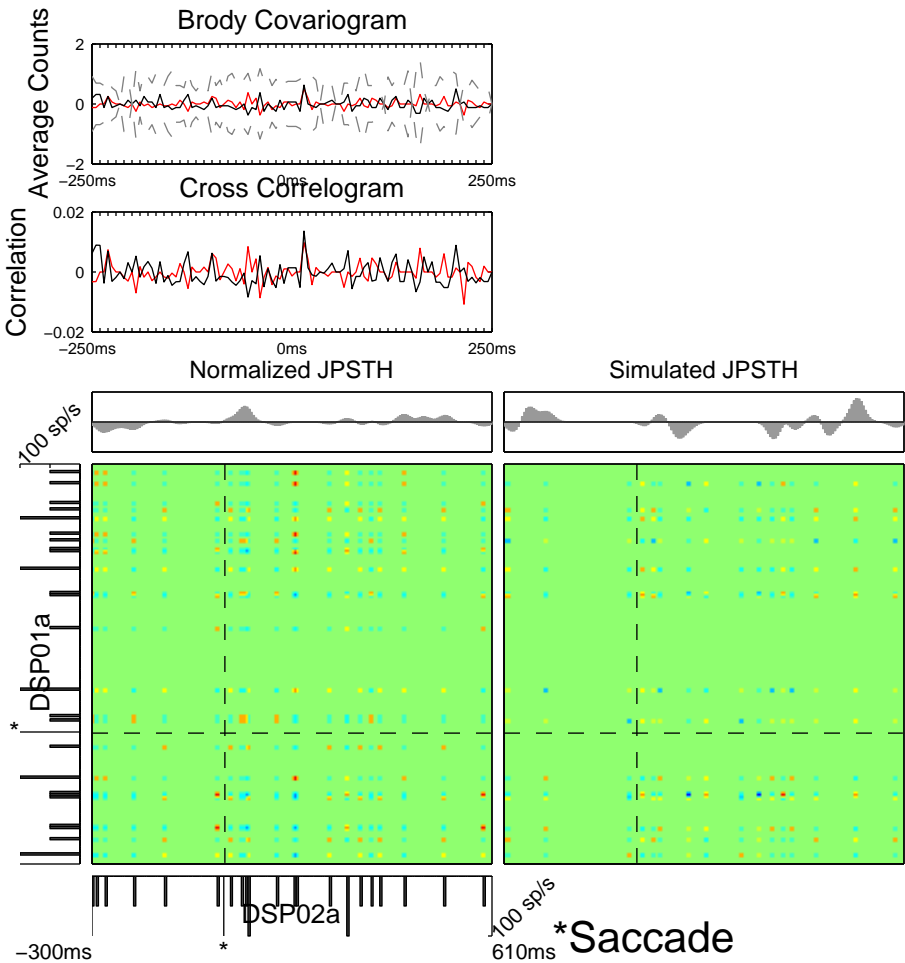 Brody Covariogram
Average Counts
2
0
−2
−250ms
0ms
250ms
Cross Correlogram
Correlation
0.02
0
−0.02
−250ms
0ms
250ms
Normalized JPSTH
Simulated JPSTH
100 sp/s
DSP01a
*
DSP02a
100 sp/s
−300ms
*
610ms
*Saccade